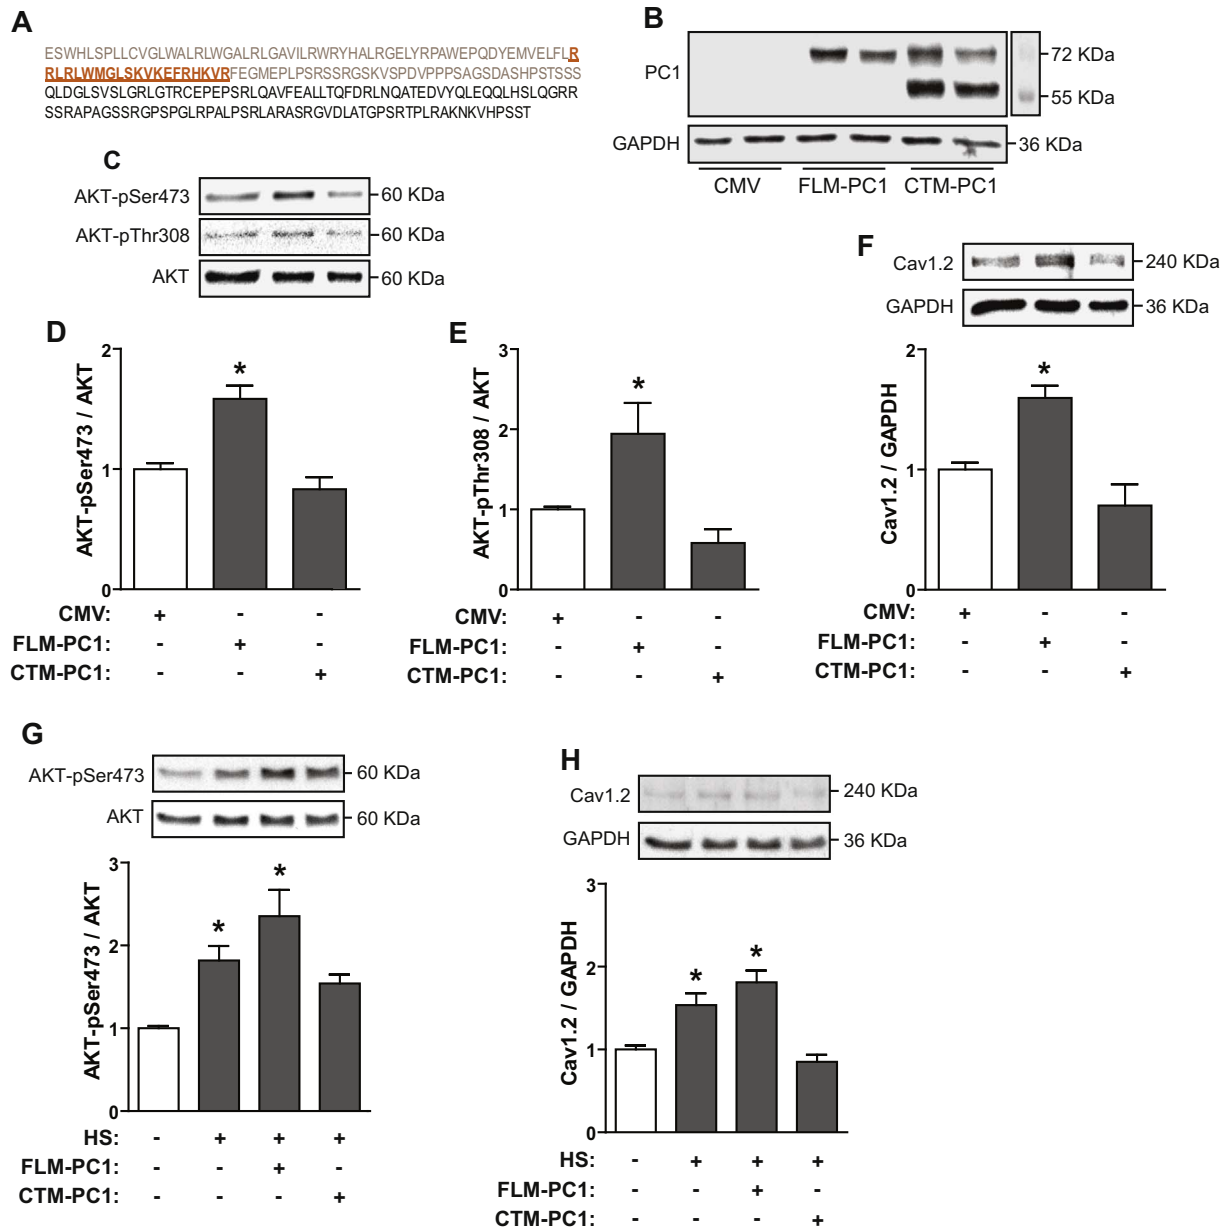 A
ESWHLSPLLCVGLWALRLWGALRLGAVILRWRYHALRGELYRPAWEPQDYEMVELFLR
RLRLWMGLSKVKEFRHKVRFEGMEPLPSRSSRGSKVSPDVPPPSAGSDASHPSTSSS
QLDGLSVSLGRLGTRCEPEPSRLQAVFEALLTQFDRLNQATEDVYQLEQQLHSLQGRR
SSRAPAGSSRGPSPGLRPALPSRLARASRGVDLATGPSRTPLRAKNKVHPSST
B
PC1
72 KDa
55 KDa
GAPDH
36 KDa
CMV FLM-PC1 CTM-PC1
C
AKT-pSer473 60 KDa
AKT-pThr308 60 KDa
AKT 60 KDa
D
AKT-pSer473 / AKT
2
1
0
*
CMV: + - -
FLM-PC1: - + -
CTM-PC1: - - +
E
AKT-pThr308 / AKT
3
2
1
0
*
CMV: + - -
FLM-PC1: - + -
CTM-PC1: - - +
F
Cav1.2 240 KDa
GAPDH 36 KDa
Cav1.2 / GAPDH
2
1
0
*
CMV: + - -
FLM-PC1: - + -
CTM-PC1: - - +
G
AKT-pSer473 60 KDa
AKT 60 KDa
AKT-pSer473 / AKT
3
2
1
0
* *
HS: - + + +
FLM-PC1: - - + -
CTM-PC1: - - - +
H
Cav1.2 240 KDa
GAPDH 36 KDa
Cav1.2 / GAPDH
3
2
1
0
* *
HS: - + + +
FLM-PC1: - - + -
CTM-PC1: - - - +